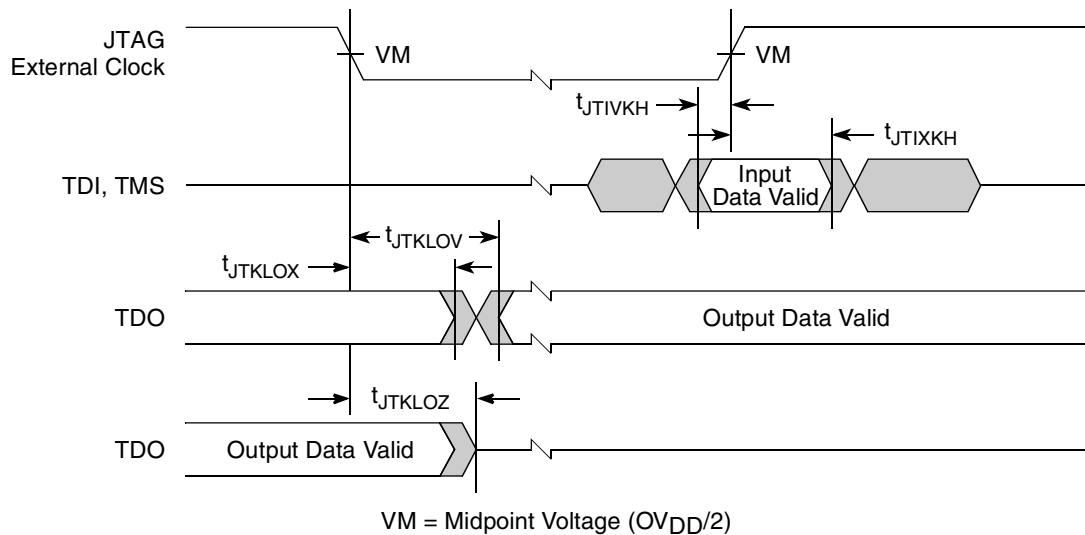 JTAG
External Clock
VM
VM
tJTIVKH
tJTIXKH
TDI, TMS
Input
Data Valid
tJTKLOV
tJTKLOX
TDO
Output Data Valid
tJTKLOZ
TDO
Output Data Valid
VM = Midpoint Voltage (OVDD/2)